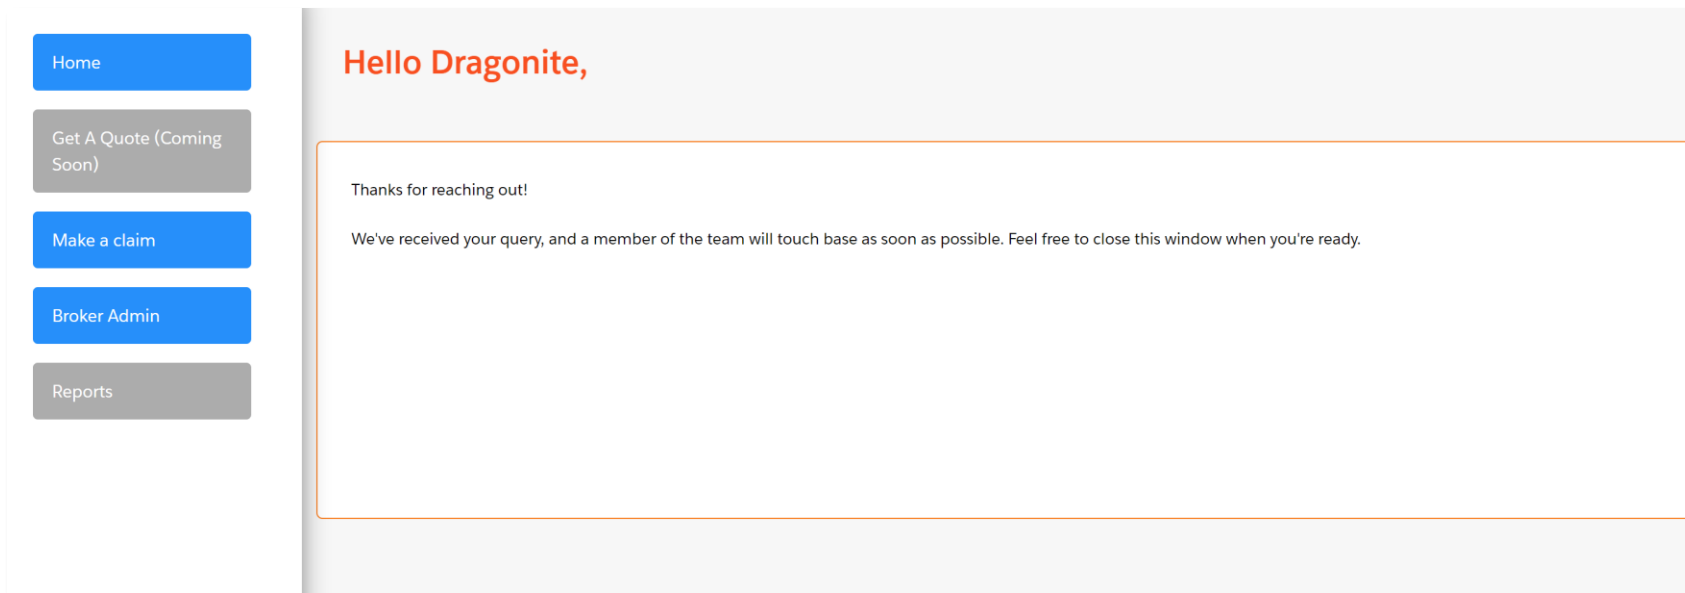 Home
Get A Quote (Coming
Soon)
Make a claim
Broker Admin
Reports
Hello Dragonite,
Thanks for reaching out!
We've received your query, and a member of the team will touch base as soon as possible. Feel free to close this window when you're ready.